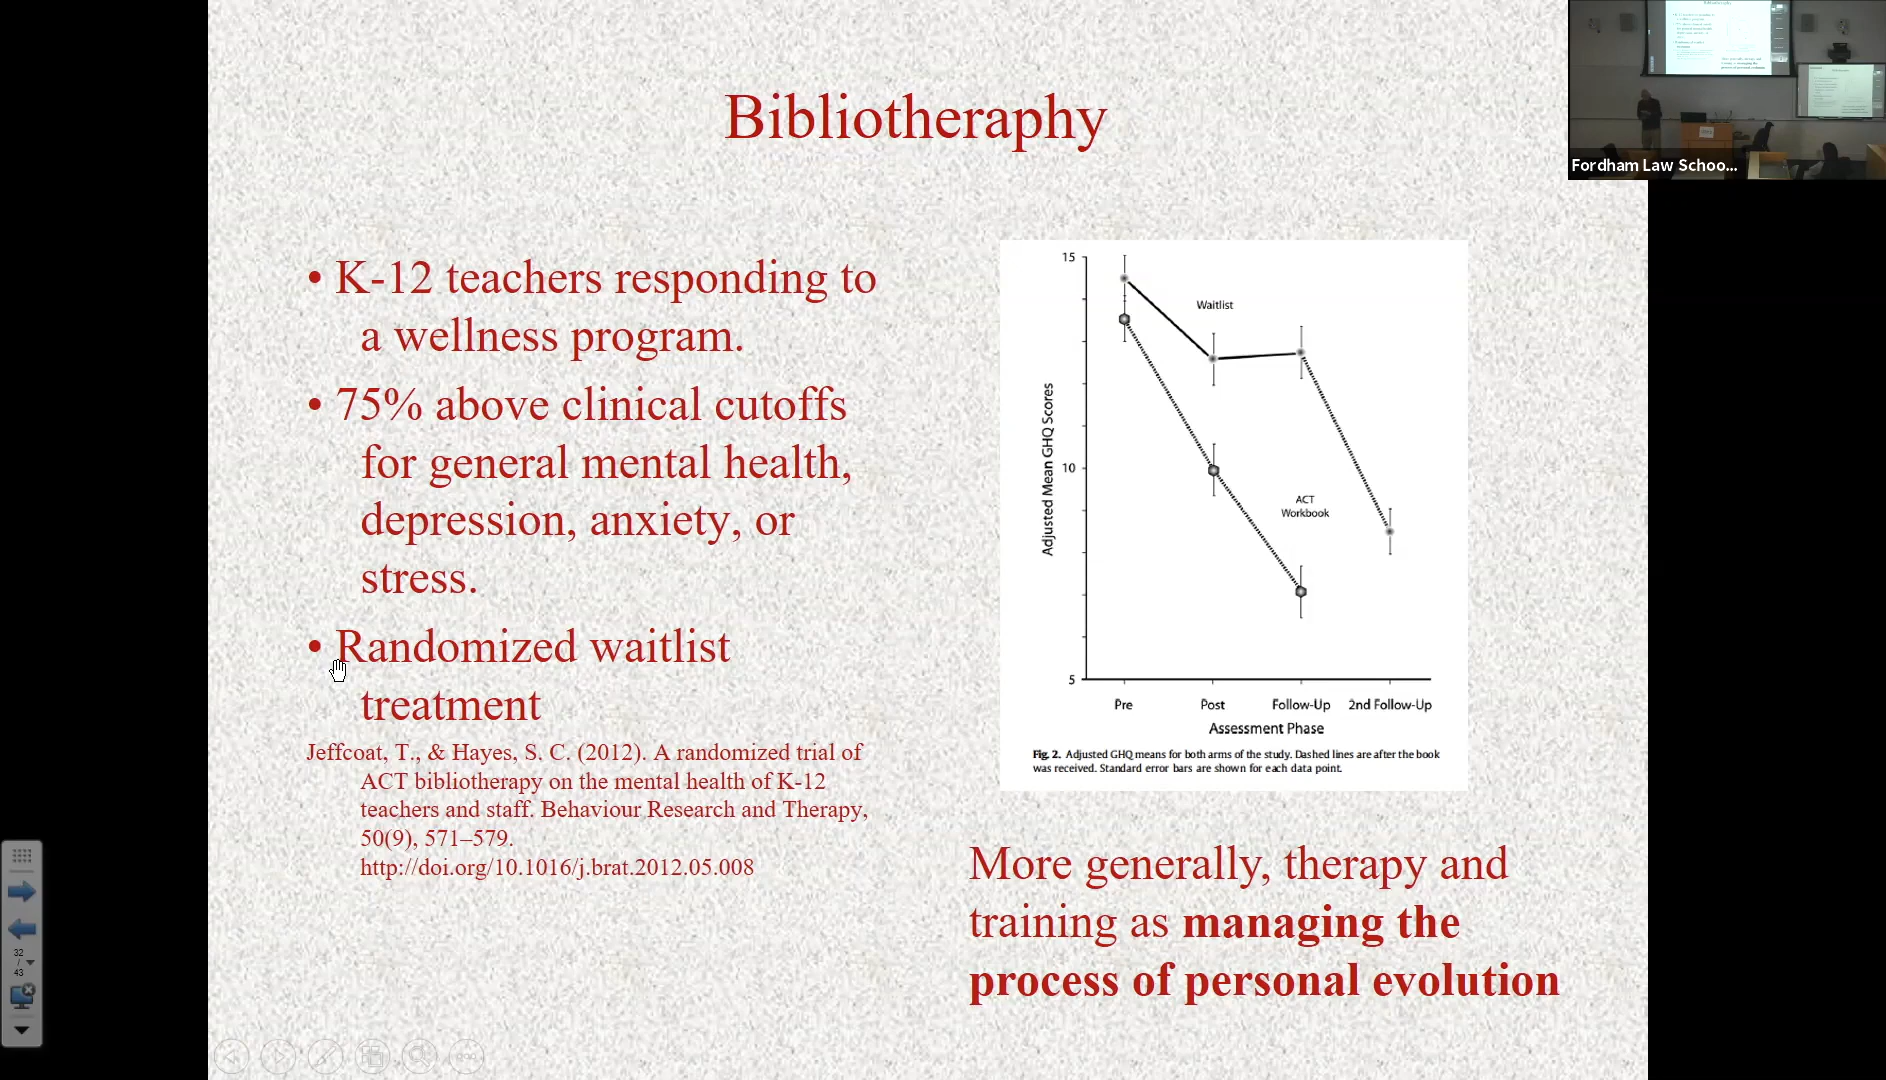 Bibliotheraphy
• K-12 teachers responding to
a wellness program.
• 75% above clinical cutoffs
for general mental health,
depression, anxiety, or
stress.
• Randomized waitlist
treatment
Jeffcoat, T., & Hayes, S. C. (2012). A randomized trial of
ACT bibliotherapy on the mental health of K-12
teachers and staff. Behaviour Research and Therapy,
50(9), 571–579.
http://doi.org/10.1016/j.brat.2012.05.008
15
10
5
Adjusted Mean GHQ Scores
Waitlist
ACT
Workbook
Pre Post Follow-Up 2nd Follow-Up
Assessment Phase
Fig. 2. Adjusted GHQ means for both arms of the study. Dashed lines are after the book
was received. Standard error bars are shown for each data point.
More generally, therapy and
training as managing the
process of personal evolution
Fordham Law Schoo...
32
/
43